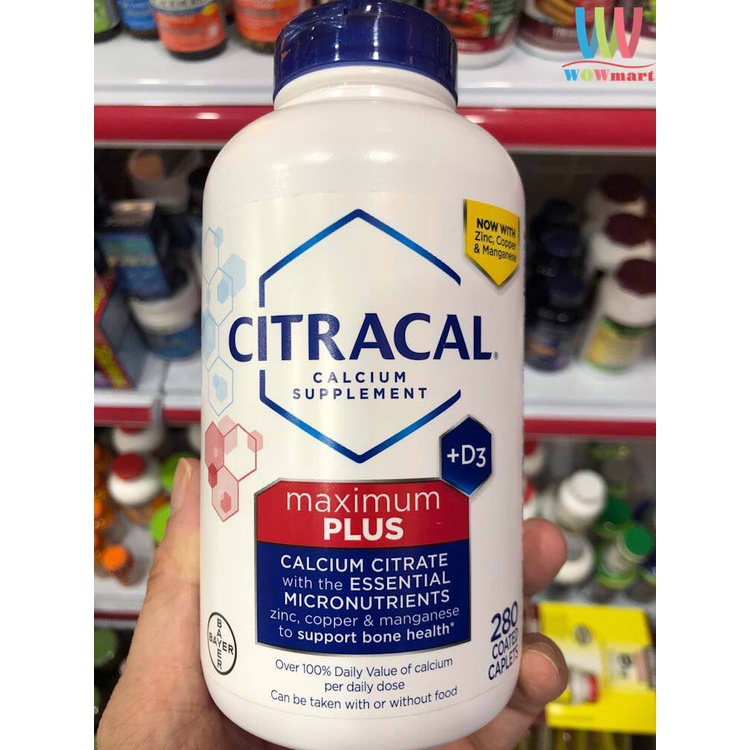 WOWmart
NOW WITH
Zinc, Copper
& Manganese
CITRACAL®
CALCIUM
SUPPLEMENT
+D3
maximum
PLUS
CALCIUM CITRATE
with the ESSENTIAL
MICRONUTRIENTS
zinc, copper & manganese
to support bone health*
280
COATED
CAPLETS
BAYER
BAYER
Over 100% Daily Value of calcium
per daily dose
Can be taken with or without food